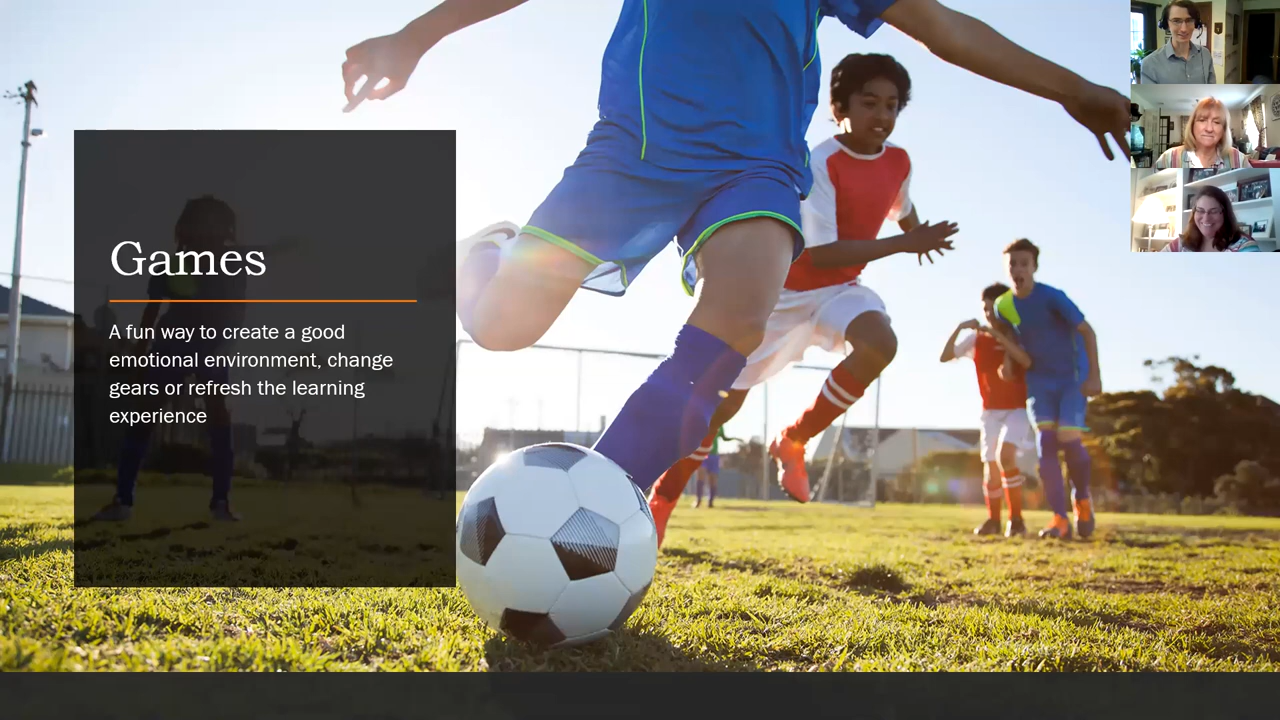 Games
A fun way to create a good
emotional environment, change
gears or refresh the learning
experience